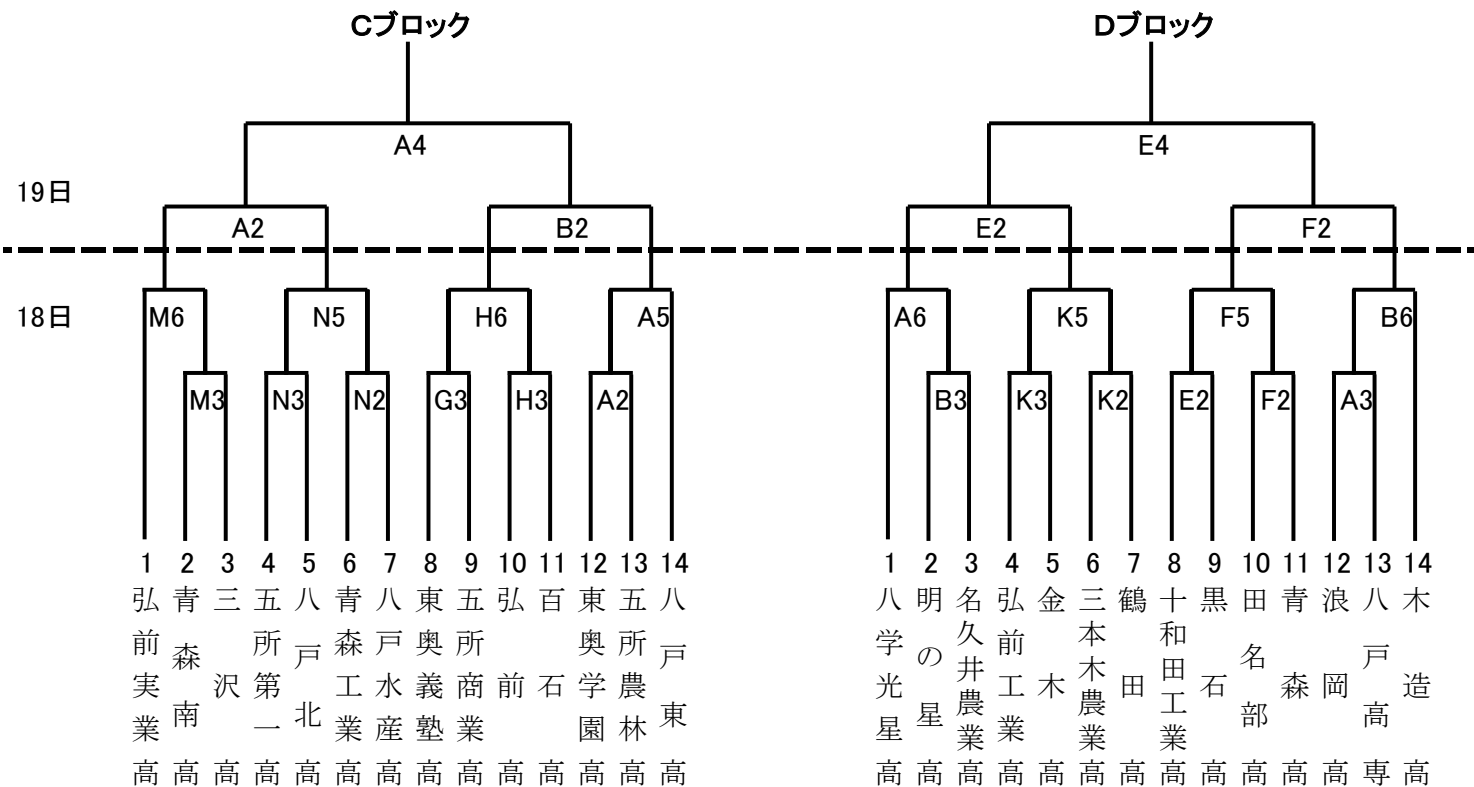 Cブロック
Dブロック
A4
E4
19日
A2
B2
E2
F2
18日
M6
N5
H6
A5
A6
K5
F5
B6
M3
N3
N2
G3
H3
A2
B3
K3
K2
E2
F2
A3
1
2
3
4
5
6
7
8
9
10
11
12
13
14
弘前実業高
青森南高
三沢高
五所第一高
八戸北高
青森工業高
八戸水産高
東奥義塾高
五所商業高
弘前高
百石高
東奥学園高
五所農林高
八戸東高
1
2
3
4
5
6
7
8
9
10
11
12
13
14
八学光星高
明の星高
名久井農業高
弘前工業高
金木高
三本木農業高
鶴田高
十和田工業高
黒石高
田名部高
青森高
浪岡高
八戸高専
木造高